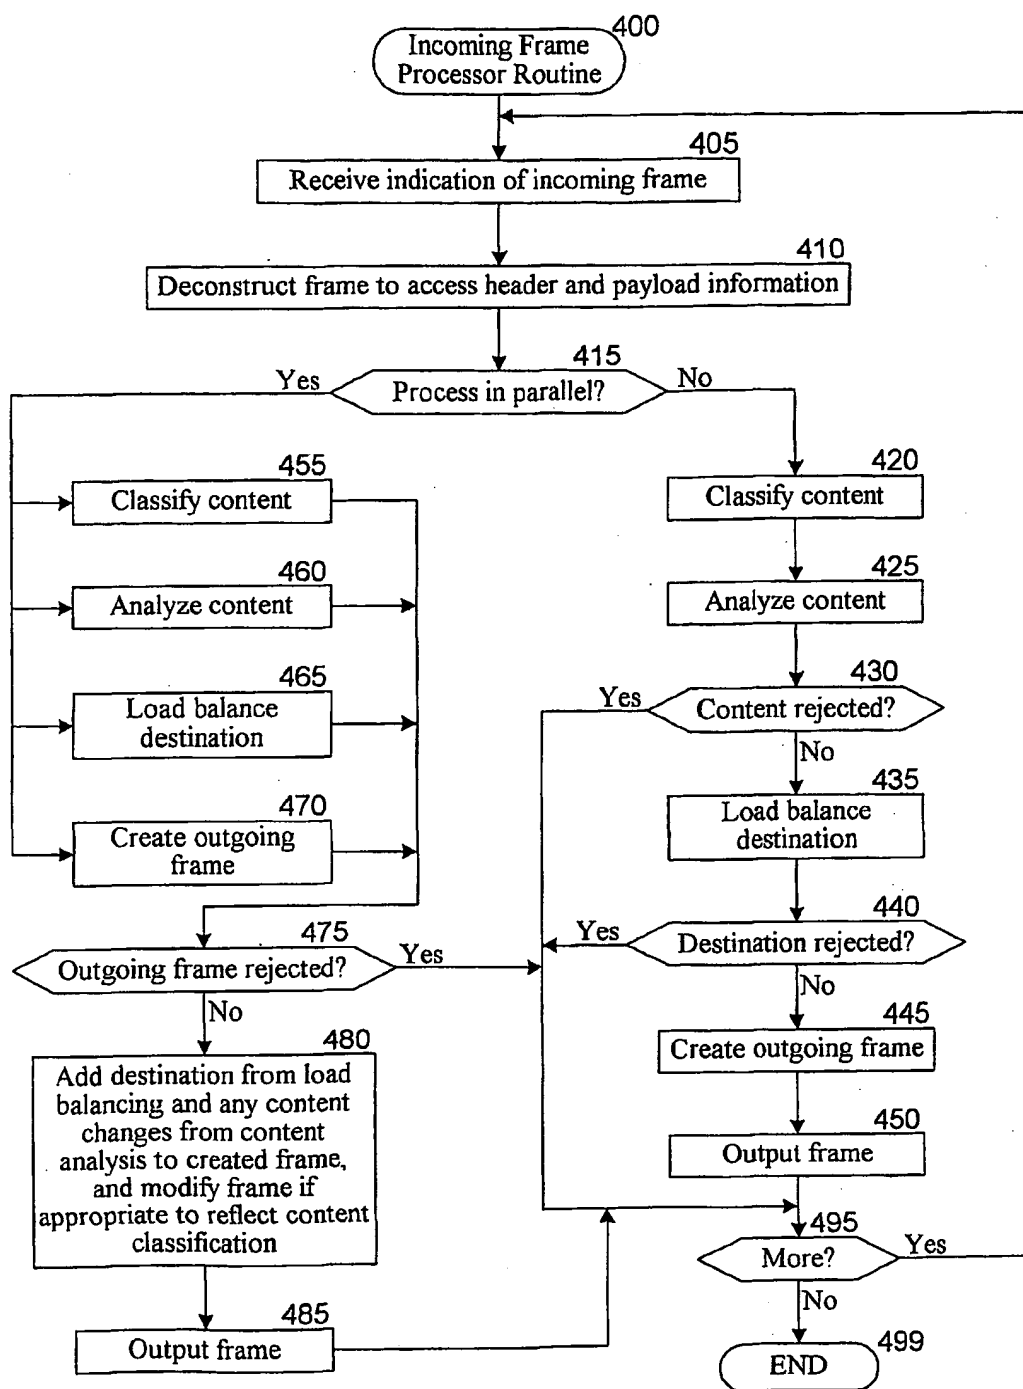 400
Incoming Frame
Processor Routine
405
Receive indication of incoming frame
410
Deconstruct frame to access header and payload information
415
Yes
Process in parallel?
No
455
Classify content
460
Analyze content
465
Load balance
destination
470
Create outgoing
frame
475
Outgoing frame rejected?
Yes
No
480
Add destination from load
balancing and any content
changes from content
analysis to created frame,
and modify frame if
appropriate to reflect content
classification
485
Output frame
420
Classify content
425
Analyze content
430
Yes
Content rejected?
No
435
Load balance
destination
440
Yes
Destination rejected?
No
445
Create outgoing frame
450
Output frame
495
More?
Yes
No
499
END